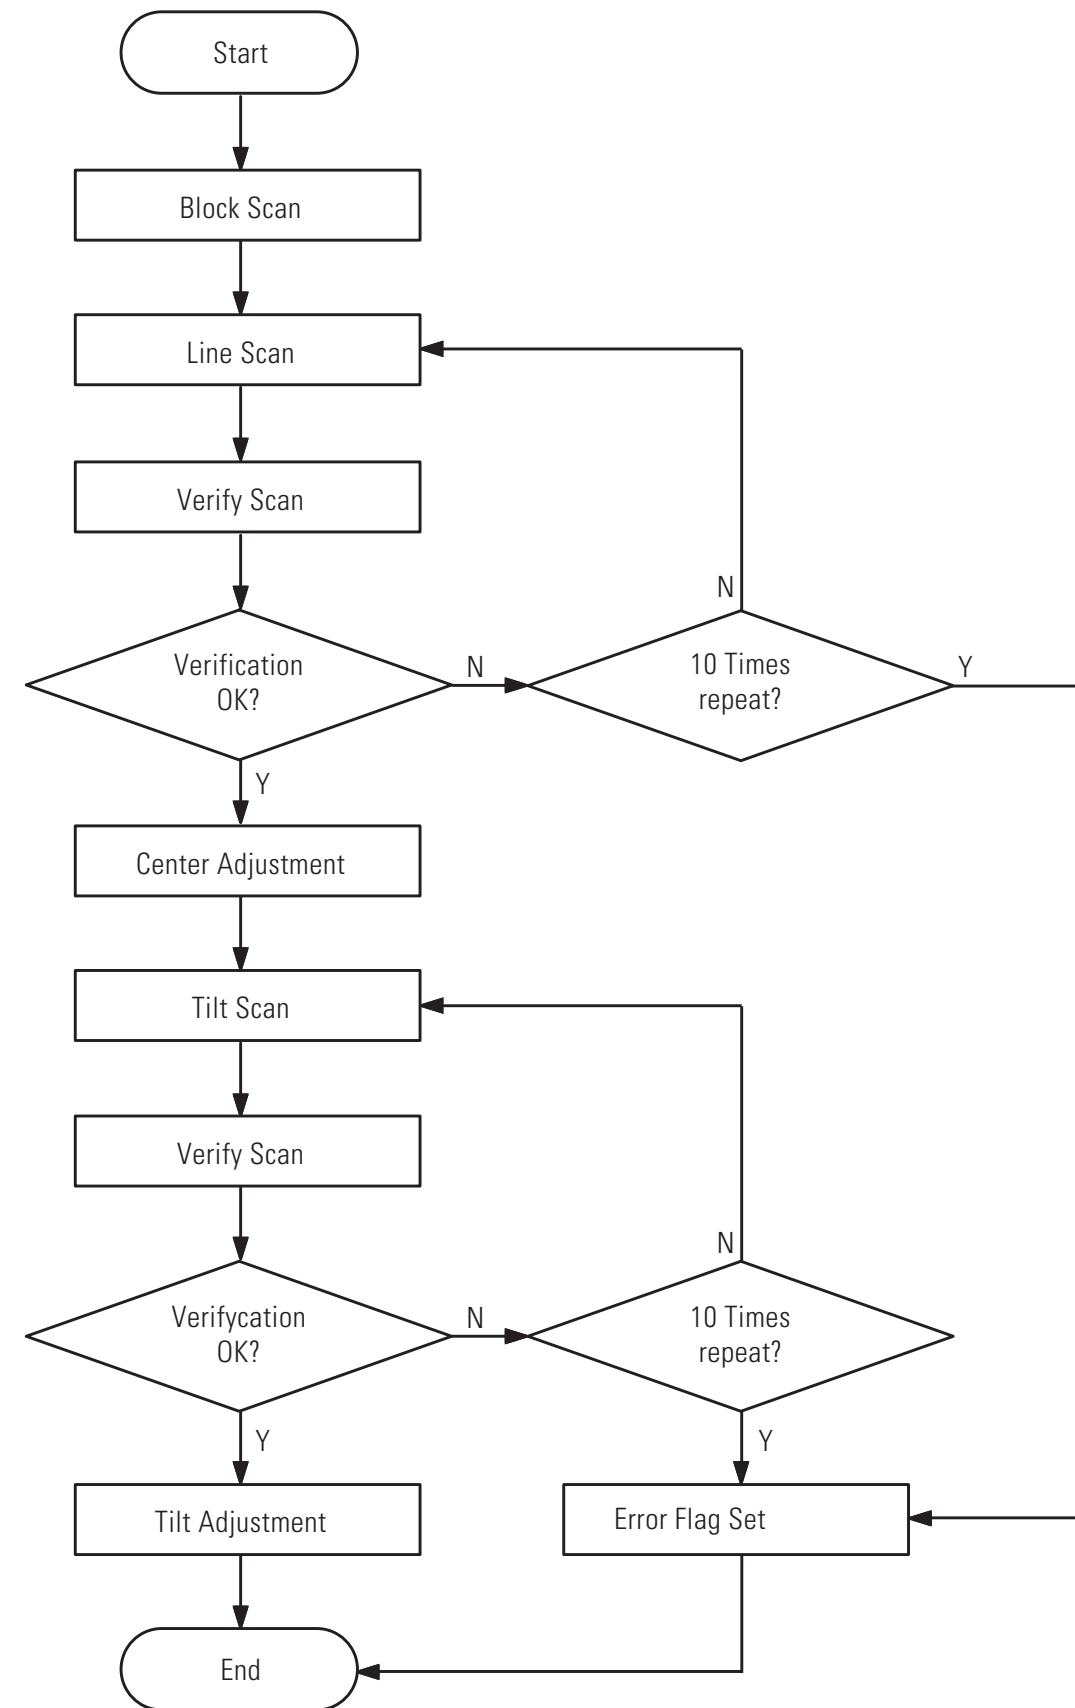 Start
Block Scan
Line Scan
Verify Scan
N
Verification
OK?
N
10 Times
repeat?
Y
Y
Center Adjustment
Tilt Scan
Verify Scan
N
Verifycation
OK?
N
10 Times
repeat?
Y
Y
Tilt Adjustment
Error Flag Set
End